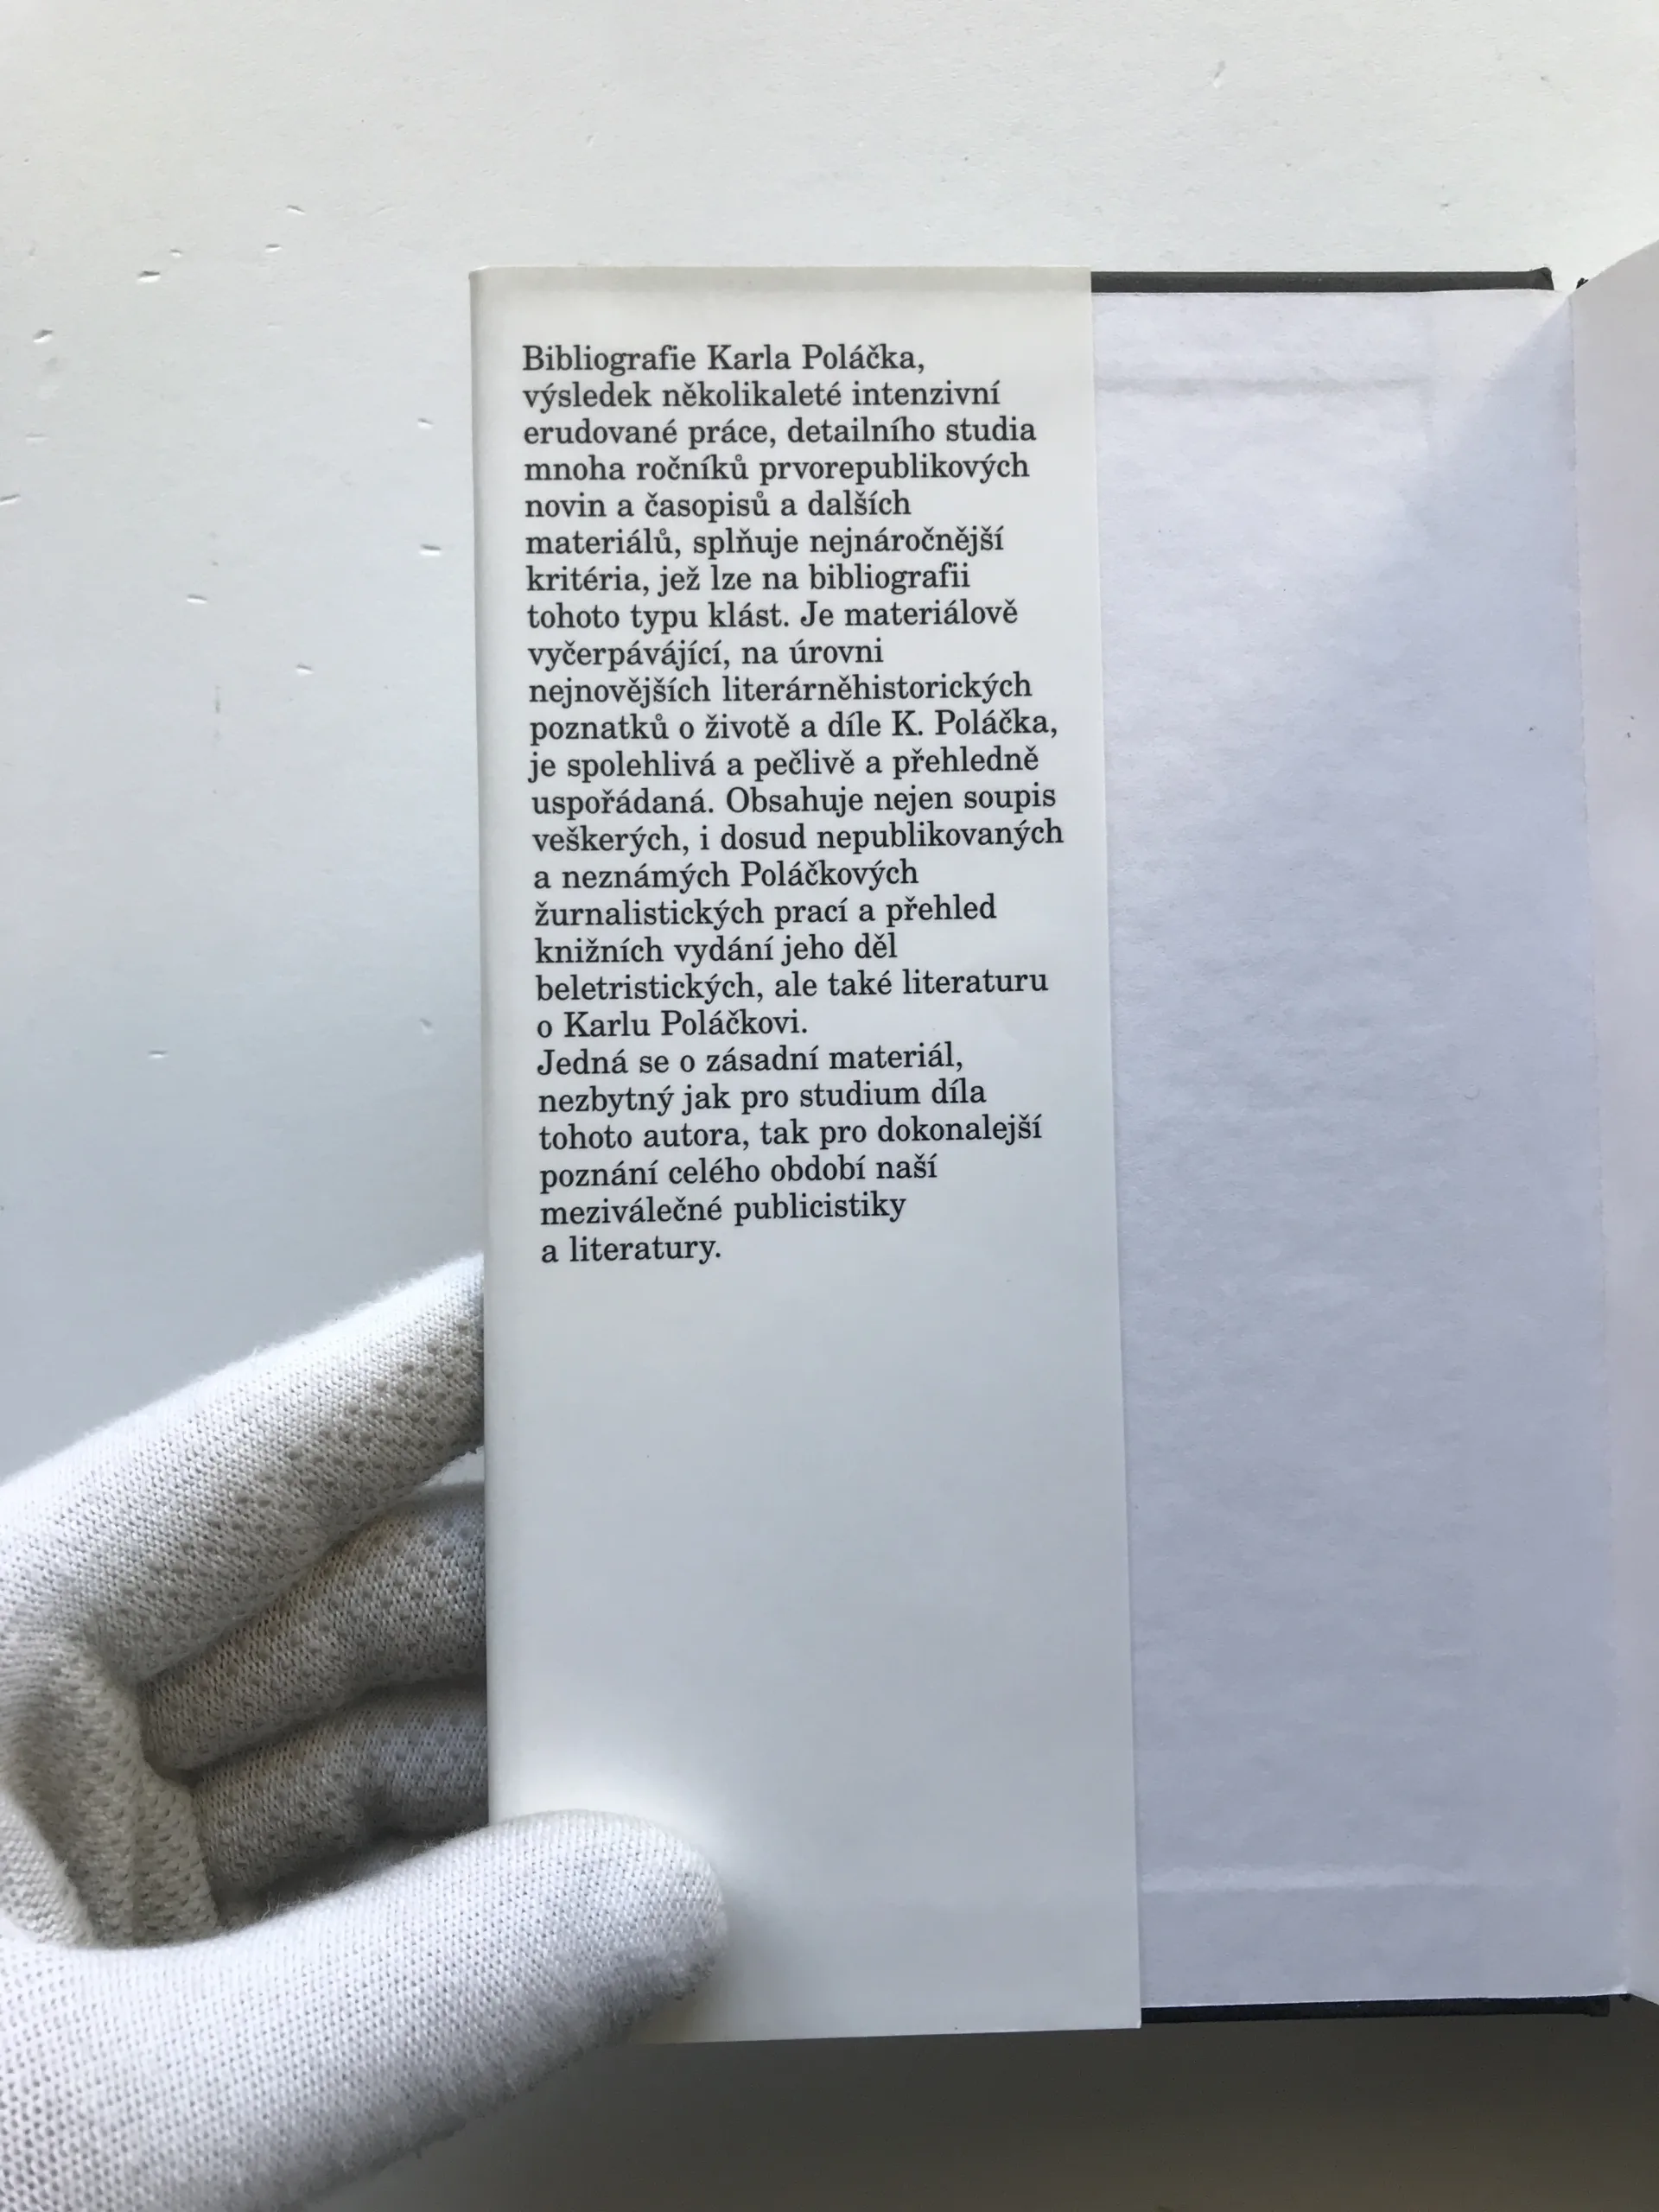 Bibliografie Karla Poláčka,
výsledek několikaleté intenzivní
erudované práce, detailního studia
mnoha ročníků prvorepublikových
novin a časopisů a dalších
materiálů, splňuje nejnáročnější
kritéria, jež lze na bibliografii
tohoto typu klást. Je materiálově
vyčerpávájící, na úrovni
nejnovějších literárněhistorických
poznatků o životě a díle K. Poláčka,
je spolehlivá a pečlivě a přehledně
uspořádaná. Obsahuje nejen soupis
veškerých, i dosud nepublikovaných
a neznámých Poláčkových
žurnalistických prací a přehled
knižních vydání jeho děl
beletristických, ale také literaturu
o Karlu Poláčkovi.
Jedná se o zásadní materiál,
nezbytný jak pro studium díla
tohoto autora, tak pro dokonalejší
poznání celého období naší
meziválečné publicistiky
a literatury.